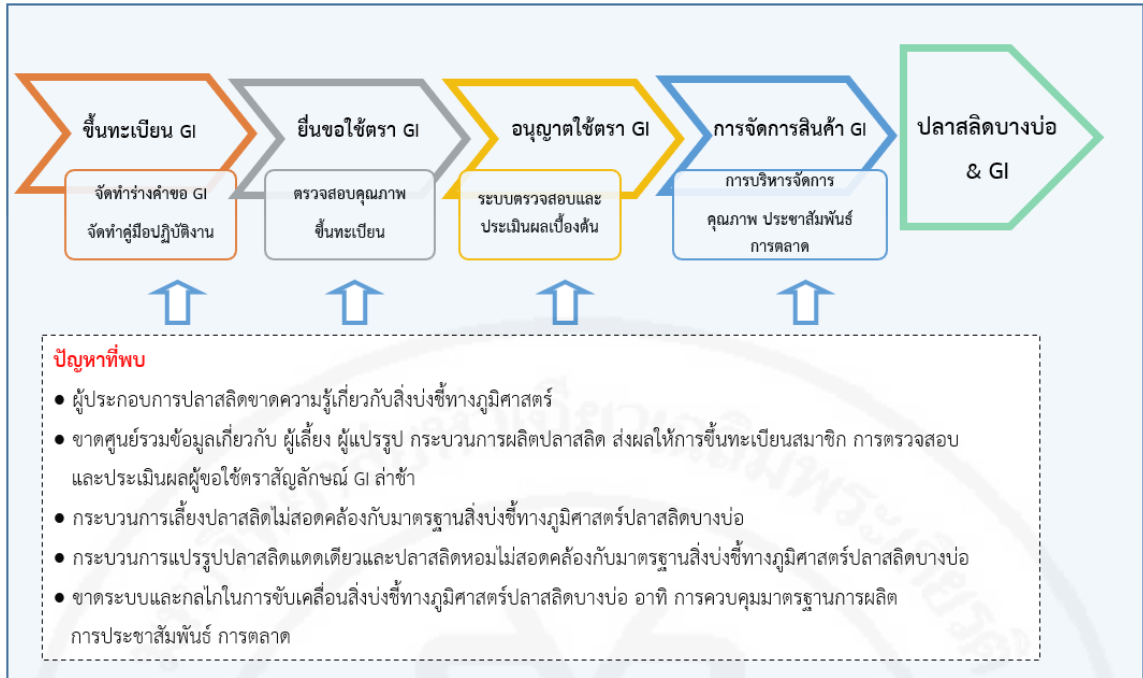 ขึ้นทะเบียน GI
จัดทำร่างคำขอ GI
จัดทำคู่มือปฏิบัติงาน
ยื่นขอใช้ตรา GI
ตรวจสอบคุณภาพ
ขึ้นทะเบียน
อนุญาตใช้ตรา GI
ระบบตรวจสอบและ
ประเมินผลเบื้องต้น
การจัดการสินค้า GI
การบริหารจัดการ
คุณภาพ ประชาสัมพันธ์
การตลาด
ปลาสลิดบางบ่อ
& GI
ปัญหาที่พบ
● ผู้ประกอบการปลาสลิดขาดความรู้เกี่ยวกับสิ่งบ่งชี้ทางภูมิศาสตร์
● ขาดศูนย์รวมข้อมูลเกี่ยวกับ ผู้เลี้ยง ผู้แปรรูป กระบวนการผลิตปลาสลิด ส่งผลให้การขึ้นทะเบียนสมาชิก การตรวจสอบ
และประเมินผลผู้ขอใช้ตราสัญลักษณ์ GI ล่าช้า
● กระบวนการเลี้ยงปลาสลิดไม่สอดคล้องกับมาตรฐานสิ่งบ่งชี้ทางภูมิศาสตร์ปลาสลิดบางบ่อ
● กระบวนการแปรรูปปลาสลิดแดดเดียวและปลาสลิดหอมไม่สอดคล้องกับมาตรฐานสิ่งบ่งชี้ทางภูมิศาสตร์ปลาสลิดบางบ่อ
● ขาดระบบและกลไกในการขับเคลื่อนสิ่งบ่งชี้ทางภูมิศาสตร์ปลาสลิดบางบ่อ อาทิ การควบคุมมาตรฐานการผลิต
การประชาสัมพันธ์ การตลาด